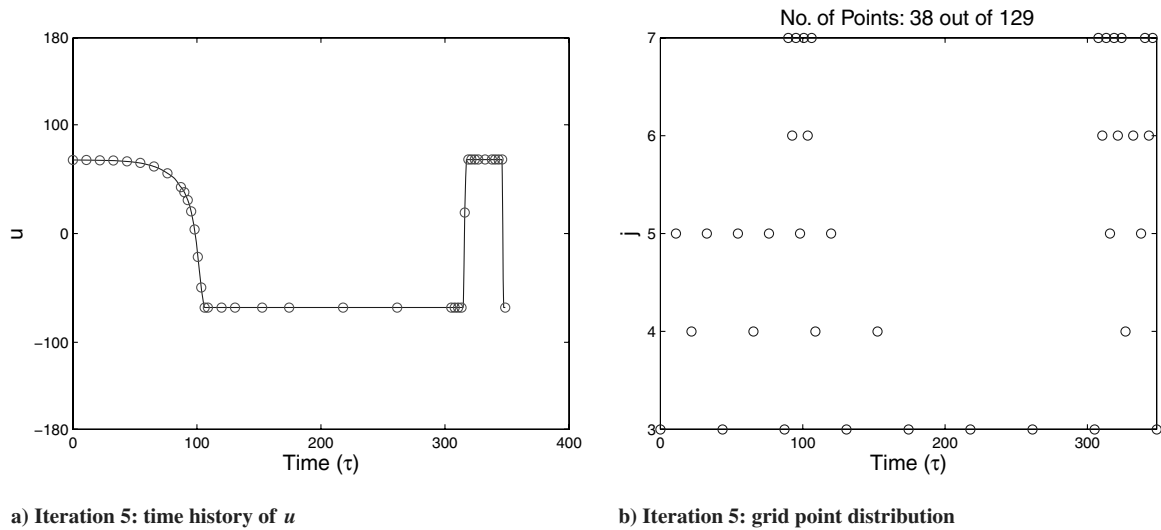 180
100
0
−100
−180
u
0
100
200
300
400
Time (τ)
a) Iteration 5: time history of u
No. of Points: 38 out of 129
7
6
5
4
3
j
0
100
200
300
Time (τ)
b) Iteration 5: grid point distribution